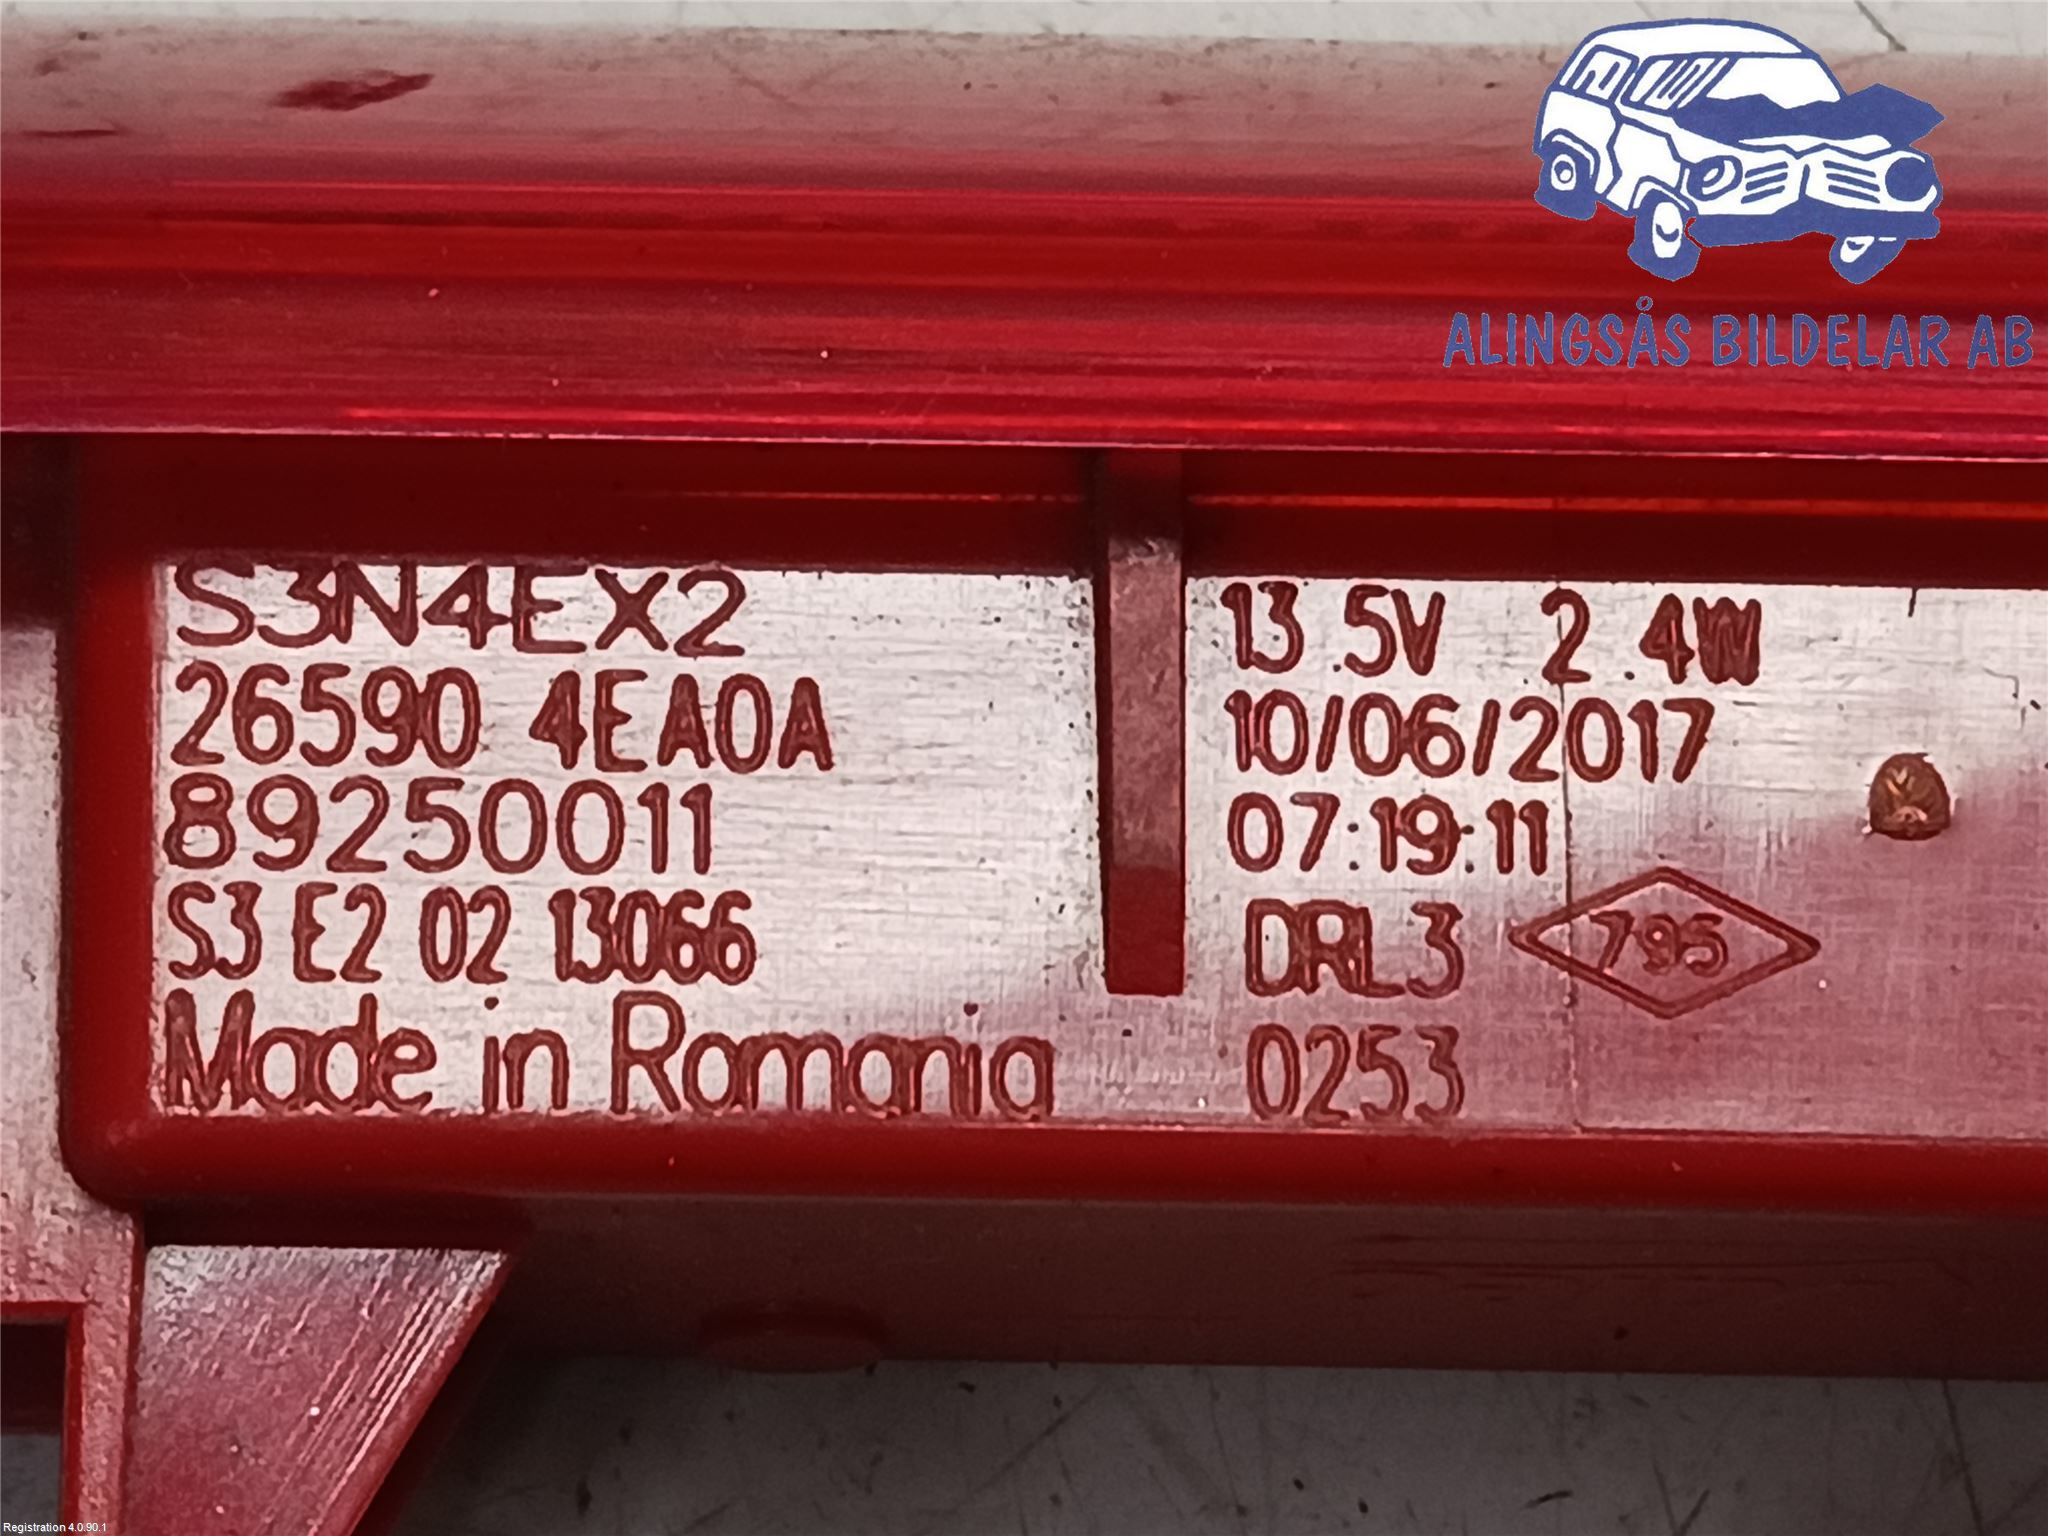 ALINGSÅS BILDELAR AB
S3N4EX2
26590 4EA0A
89250011
S3 E2 02 13066
Made in Romania
13.5V 2.4W
10/06/2017
07:19:11
DRL3 795
0253
Registration 4.0.90.1